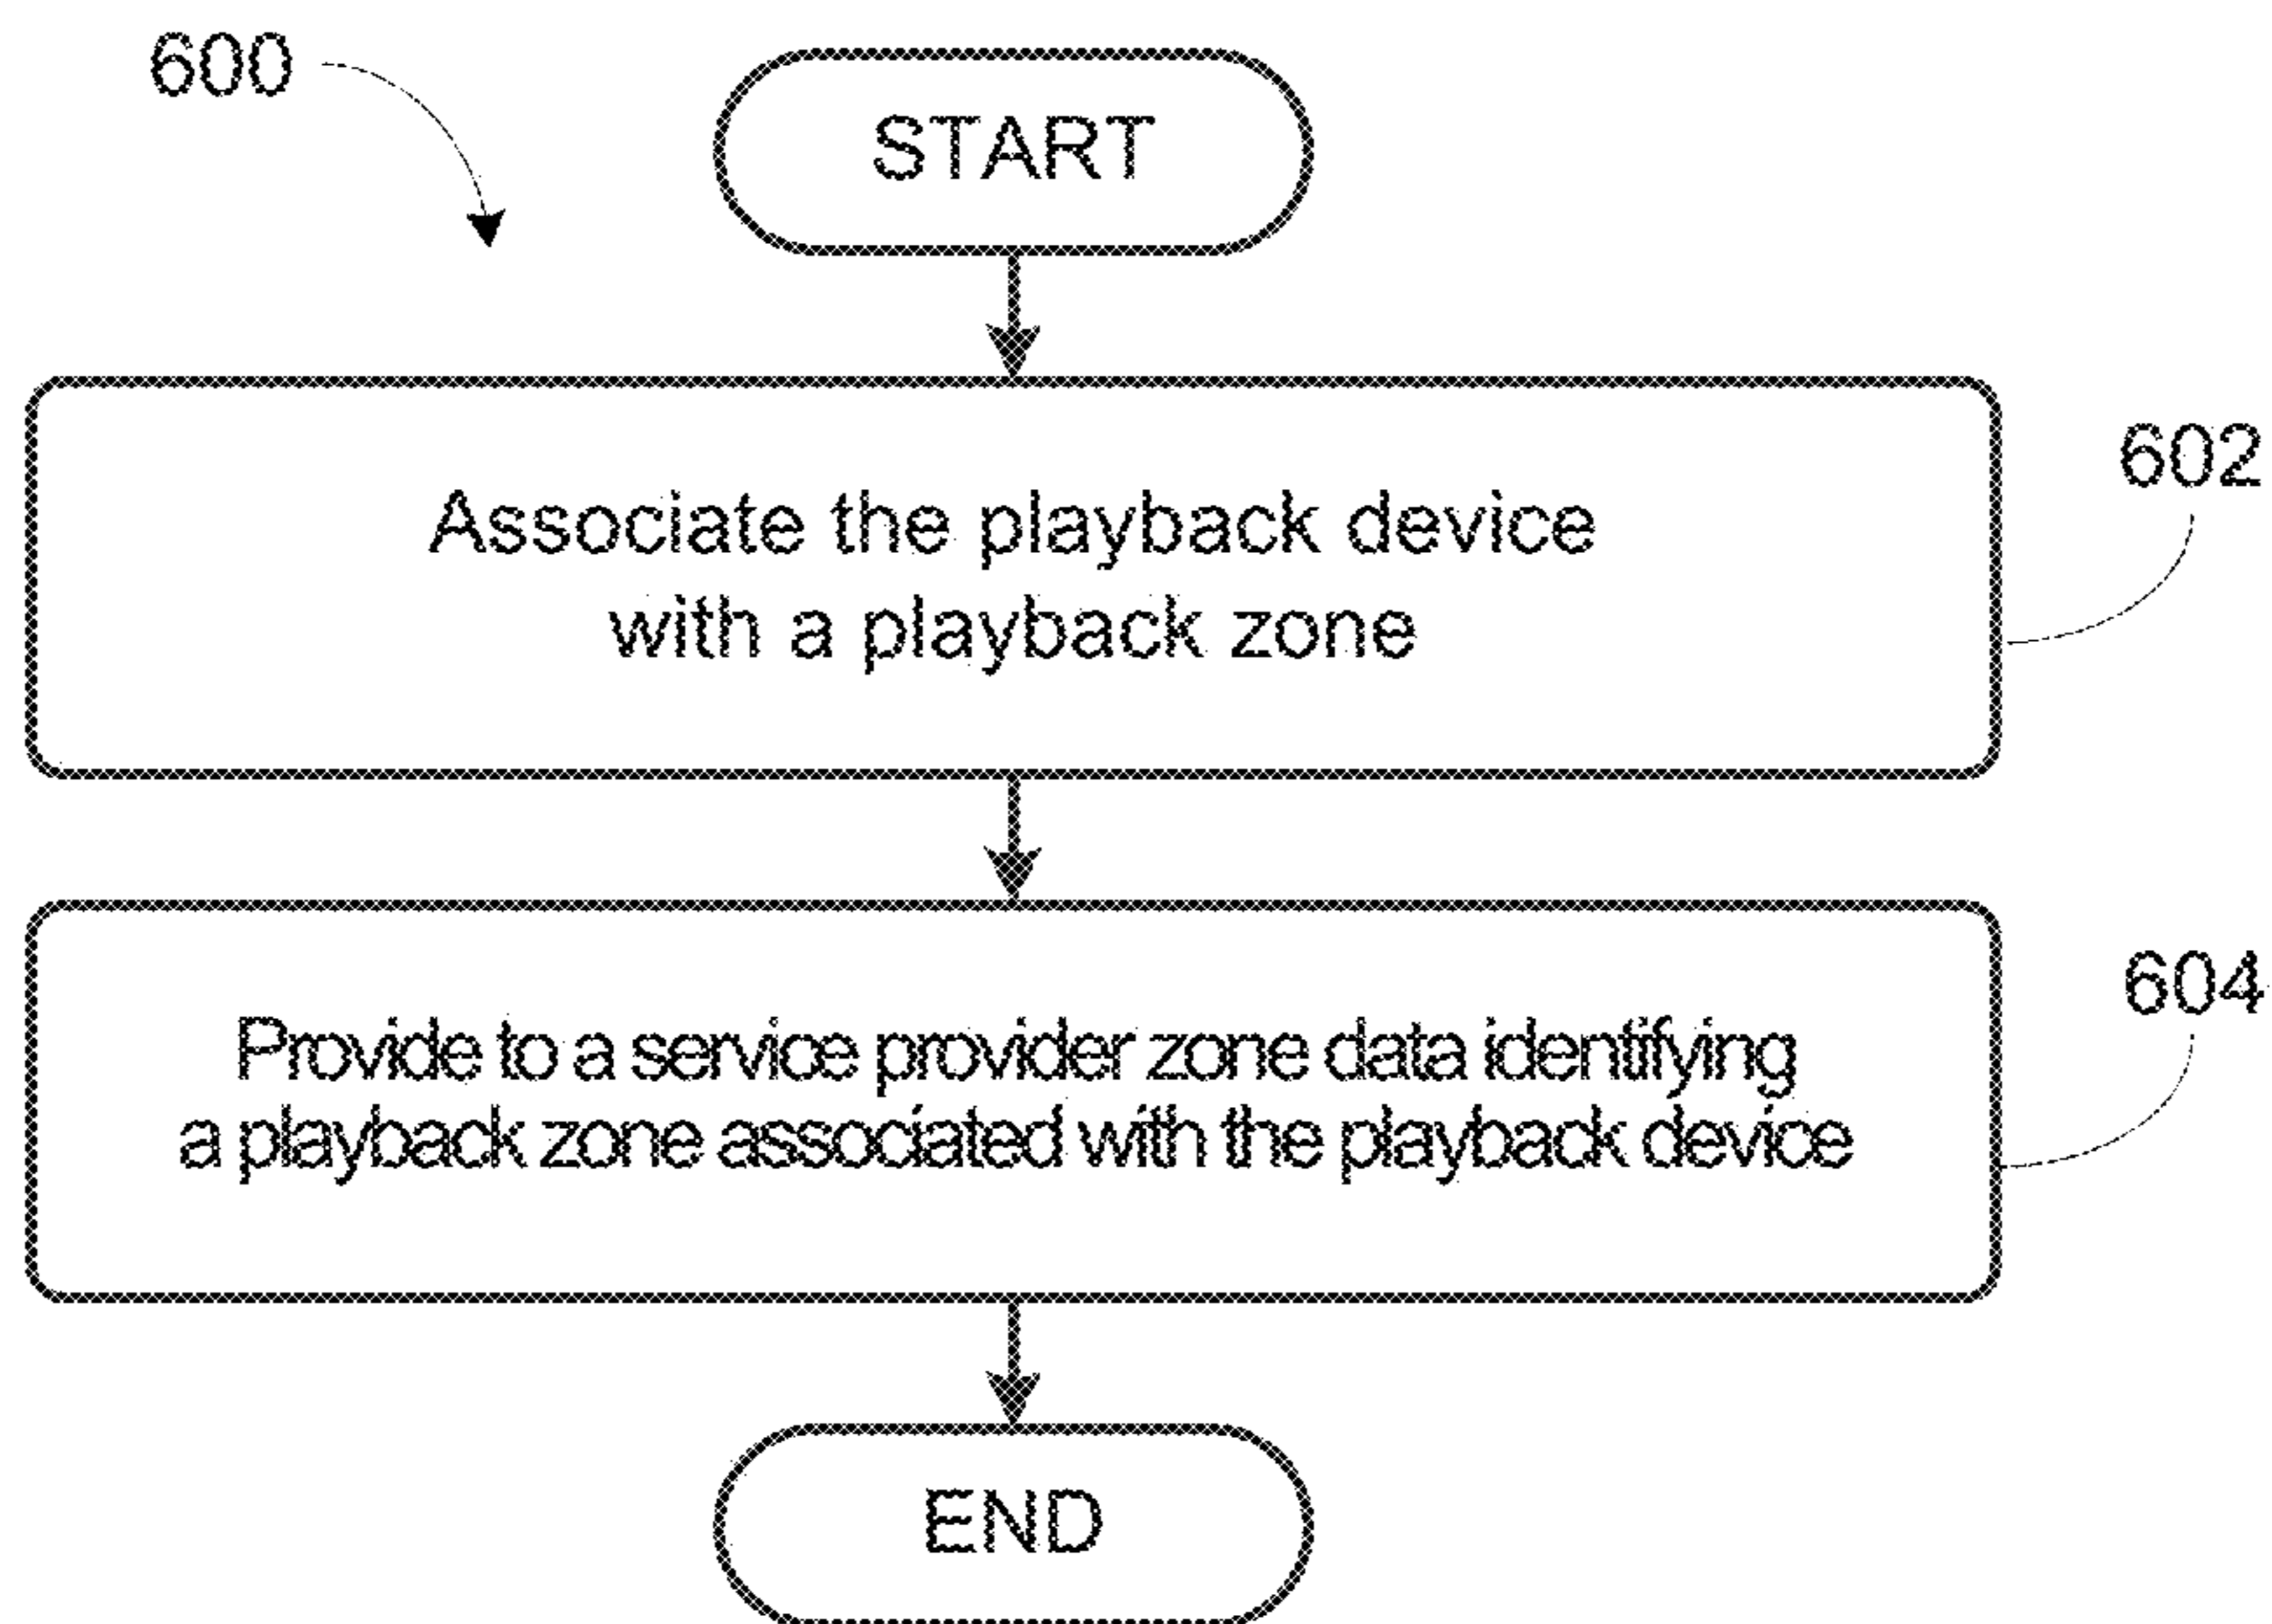 600
START
Associate the playback device
with a playback zone
602
Provide to a service provider zone data identifying
a playback zone associated with the playback device
604
END